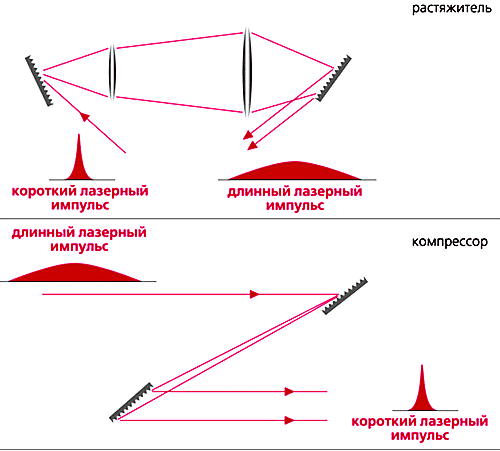 растяжитель
короткий лазерный
импульс
длинный лазерный
импульс
длинный лазерный
импульс
компрессор
короткий лазерный
импульс